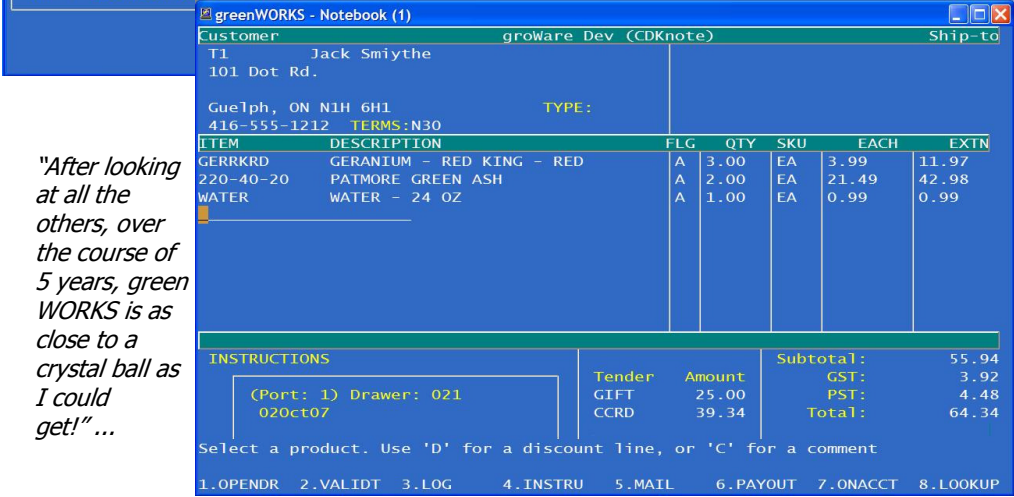 greenWORKS - Notebook (1)
Customer groWare Dev (CDKnote) Ship-to
T1 Jack Smiythe
101 Dot Rd.
Guelph, ON N1H 6H1 TYPE:
416-555-1212 TERMS:N30
ITEM DESCRIPTION FLG QTY SKU EACH EXTN
GERRKRD GERANIUM - RED KING - RED A 3.00 EA 3.99 11.97
220-40-20 PATMORE GREEN ASH A 2.00 EA 21.49 42.98
WATER WATER - 24 OZ A 1.00 EA 0.99 0.99
INSTRUCTIONS Subtotal: 55.94
Tender Amount GST: 3.92
(Port: 1) Drawer: 021 GIFT 25.00 PST: 4.48
020ct07 CCRD 39.34 Total: 64.34
Select a product. Use 'D' for a discount line, or 'C' for a comment
1.OPENDR 2.VALIDT 3.LOG 4.INSTRU 5.MAIL 6.PAYOUT 7.ONACCT 8.LOOKUP
"After looking
at all the
others, over
the course of
5 years, green
WORKS is as
close to a
crystal ball as
I could
get!" ...